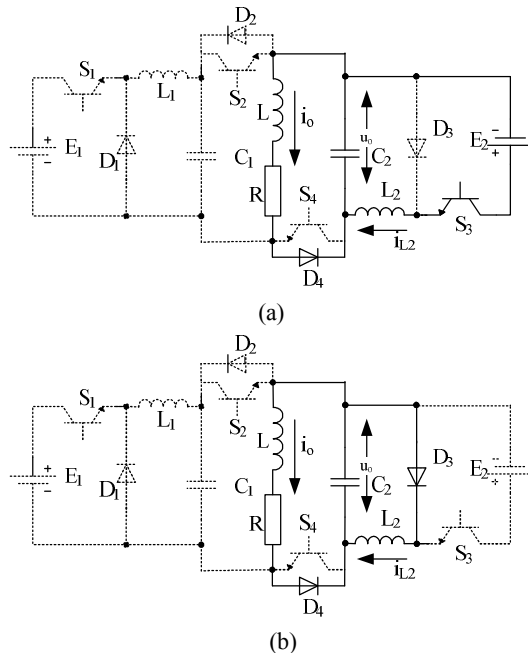 D2
S1
L1
S2
L
io
uo
D3
E2
- +
E1
+ -
D1
C1
C2
R
S4
L2
S3
iL2
D4
(a)
D2
S1
L1
S2
L
io
uo
D3
E2
- +
E1
+ -
D1
C1
C2
R
S4
L2
S3
iL2
D4
(b)